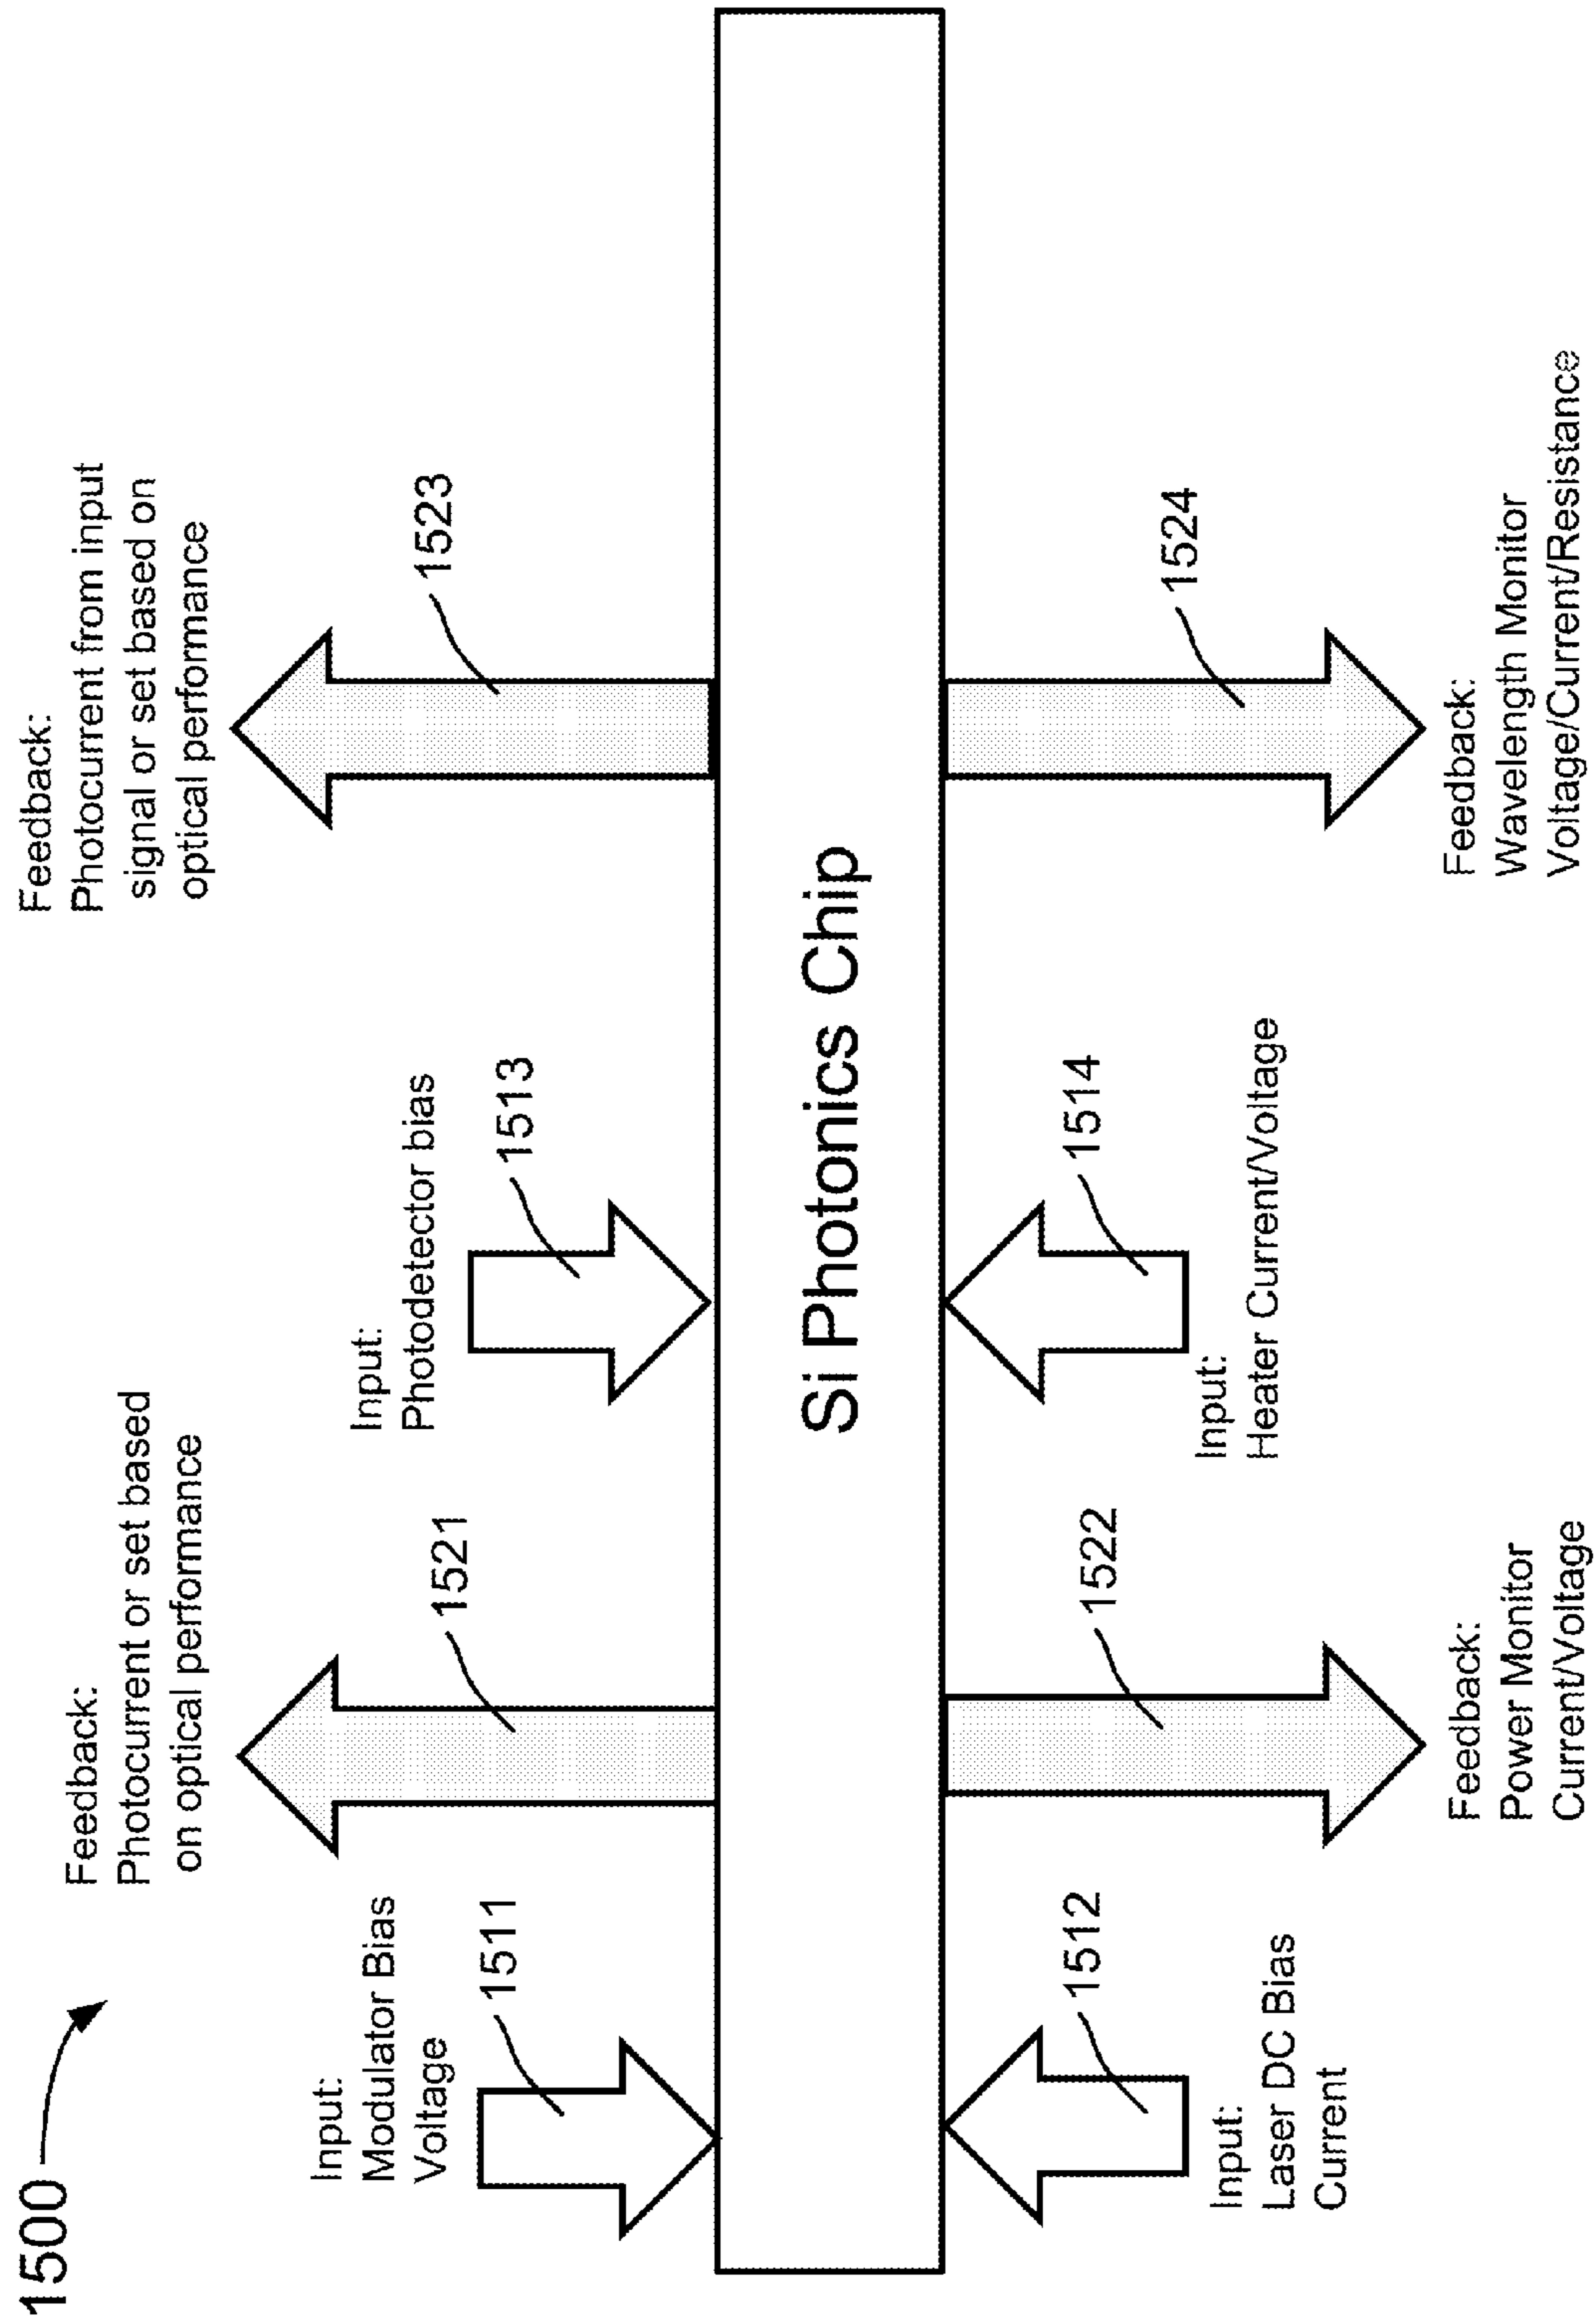 1500
Feedback:
Photocurrent or set based
on optical performance
Feedback:
Photocurrent from input
signal or set based on
optical performance
Input:
Modulator Bias
Voltage
1511
1521
Input:
Photodetector bias
1513
1523
Si Photonics Chip
1512
Input:
Laser DC Bias
Current
1522
1514
Input:
Heater Current/Voltage
1524
Feedback:
Power Monitor
Current/Voltage
Feedback:
Wavelength Monitor
Voltage/Current/Resistance